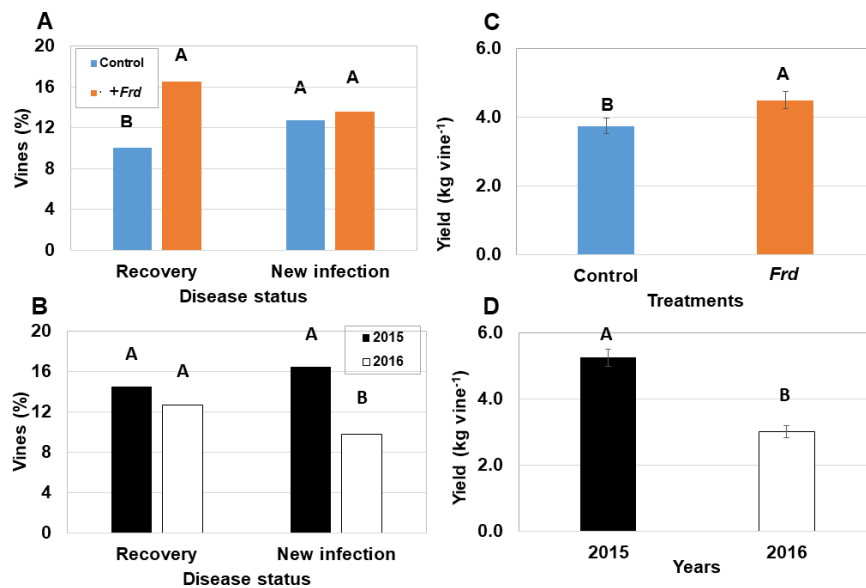 A
20
16
12
8
4
0
Vines (%)
Control
+Frd
B
A
A
A
Recovery
New infection
Disease status
C
6.0
4.0
2.0
0.0
Yield (kg vine-1)
B
A
Control
Frd
Treatments
B
20
16
12
8
4
0
Vines (%)
2015
2016
A
A
A
B
Recovery
New infection
Disease status
D
6.0
4.0
2.0
0.0
Yield (kg vine-1)
A
B
2015
2016
Years